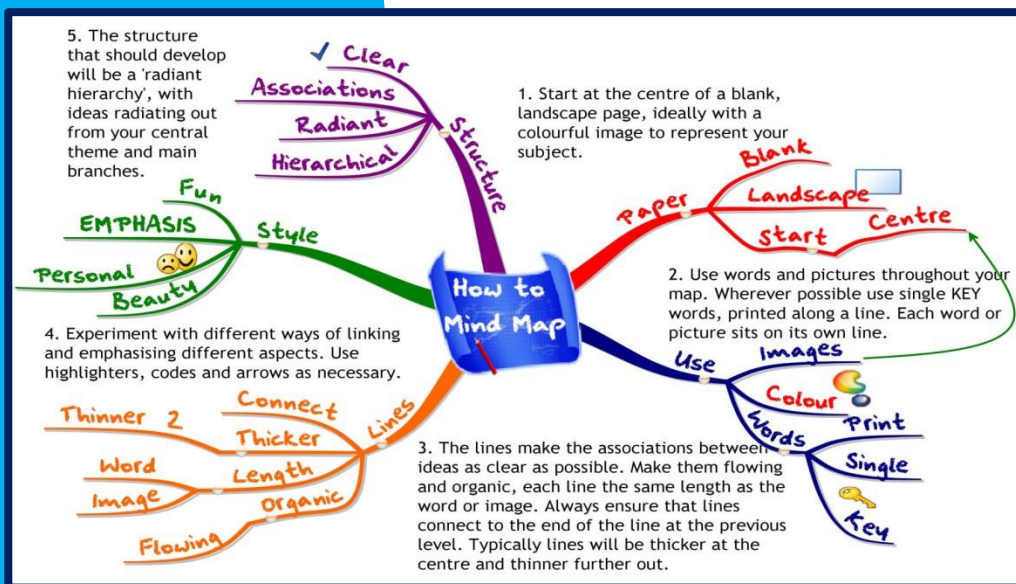 How to
Mind Map
1. Start at the centre of a blank,
landscape page, ideally with a
colourful image to represent your
subject.
Paper
Blank
Landscape
Start
Centre
2. Use words and pictures throughout your
map. Wherever possible use single KEY
words, printed along a line. Each word or
picture sits on its own line.
Use
Images
Colour
Words
Print
Single
Key
3. The lines make the associations between
ideas as clear as possible. Make them flowing
and organic, each line the same length as the
word or image. Always ensure that lines
connect to the end of the line at the previous
level. Typically lines will be thicker at the
centre and thinner further out.
Lines
Connect
Thicker
Thinner 2
Length
Word
Image
Organic
Flowing
4. Experiment with different ways of linking
and emphasising different aspects. Use
highlighters, codes and arrows as necessary.
Style
Fun
EMPHASIS
Personal
Beauty
5. The structure
that should develop
will be a 'radiant
hierarchy', with
ideas radiating out
from your central
theme and main
branches.
Structure
Clear
Associations
Radiant
Hierarchical